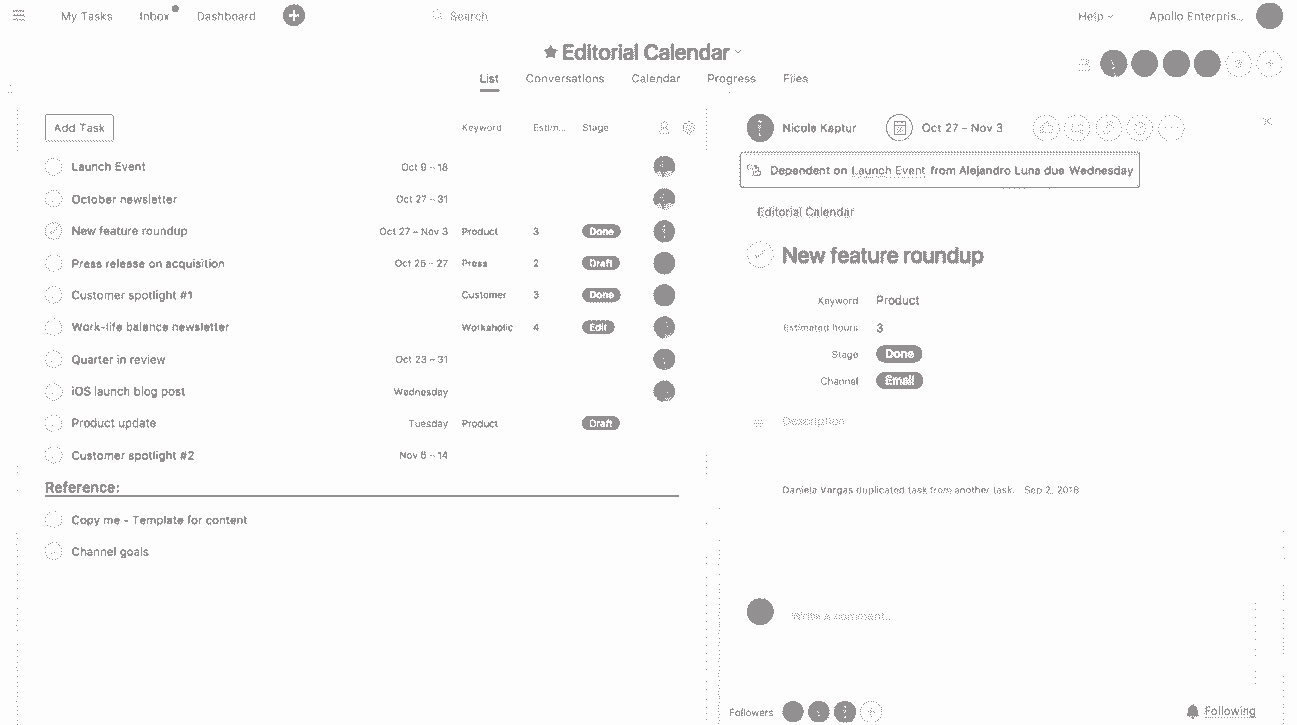 My Tasks Inbox Dashboard Search Help Apollo Enterpris...
Editorial Calendar
List Conversations Calendar Progress Files
Add Task Keyword Estim... Stage
Launch Event Oct 9 – 18
October newsletter Oct 27 – 31
New feature roundup Oct 27 – Nov 3 Product 3 Done
Press release on acquisition Oct 25 – 27 Press 2 Draft
Customer spotlight #1 Customer 3 Done
Work-life balance newsletter Workaholic 4 Edit
Quarter in review Oct 23 – 31
iOS launch blog post Wednesday
Product update Tuesday Product Draft
Customer spotlight #2 Nov 5 – 14
Reference:
Copy me - Template for content
Channel goals
Nicole Kaptur Oct 27 – Nov 3
Dependent on Launch Event from Alejandro Luna due Wednesday
Editorial Calendar
New feature roundup
Keyword Product
Estimated hours 3
Stage Done
Channel Email
Description
Daniela Vargas duplicated task from another task. Sep 2, 2018
Write a comment...
Followers Following